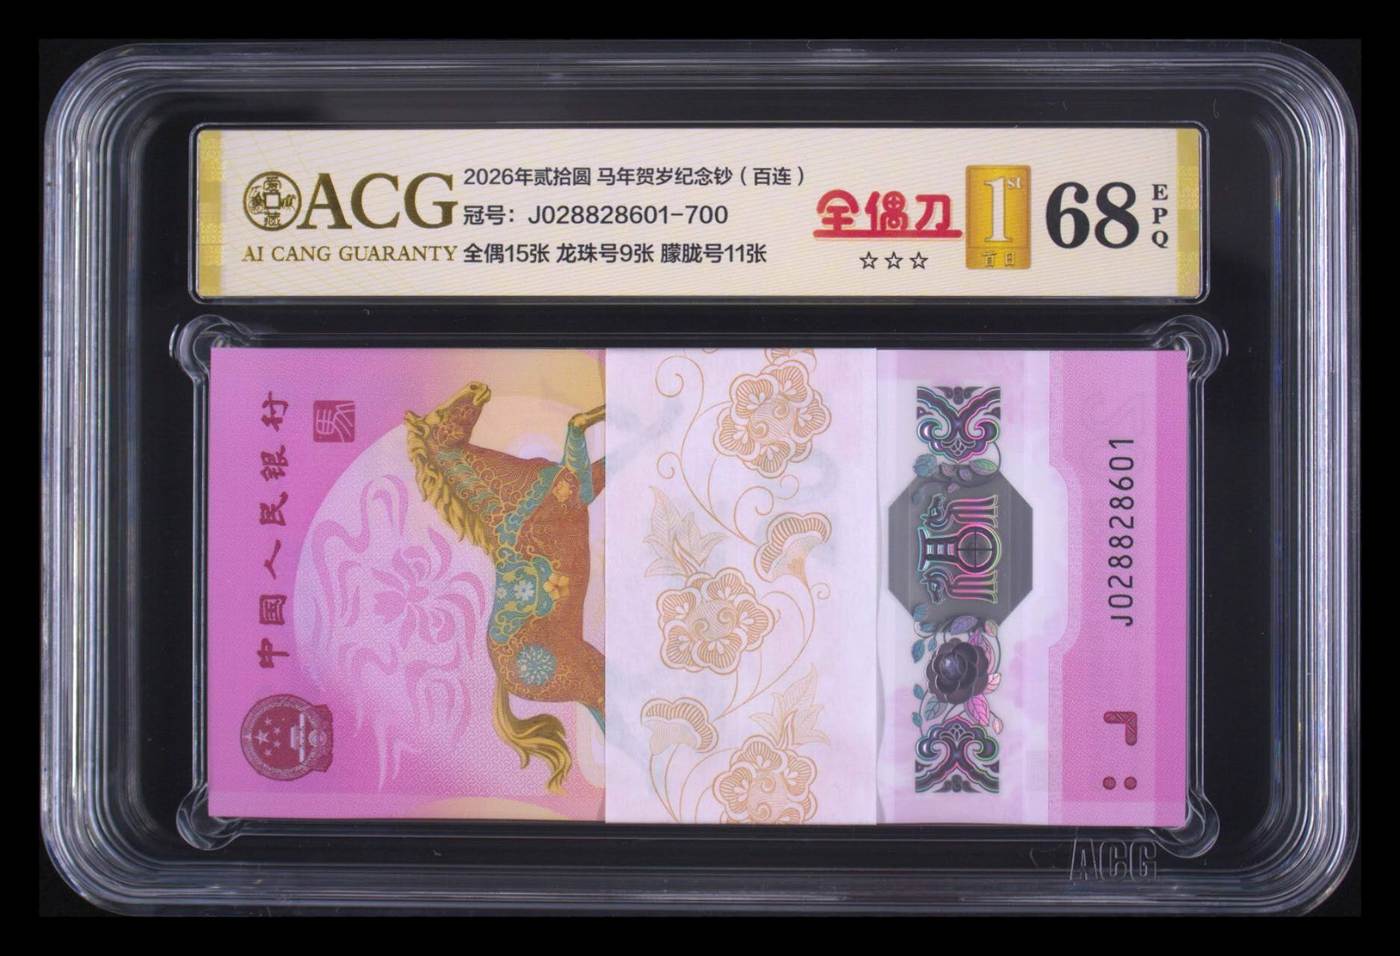 ACG
AI CANG GUARANTY
2026年贰拾圆 马年贺岁纪念钞（百连）
冠号：J028828601-700
全偶15张 龙珠号9张 朦胧号11张
全偶刀
☆☆☆
1st
首日
68
EPQ
中国人民银行
J028828601
ACG